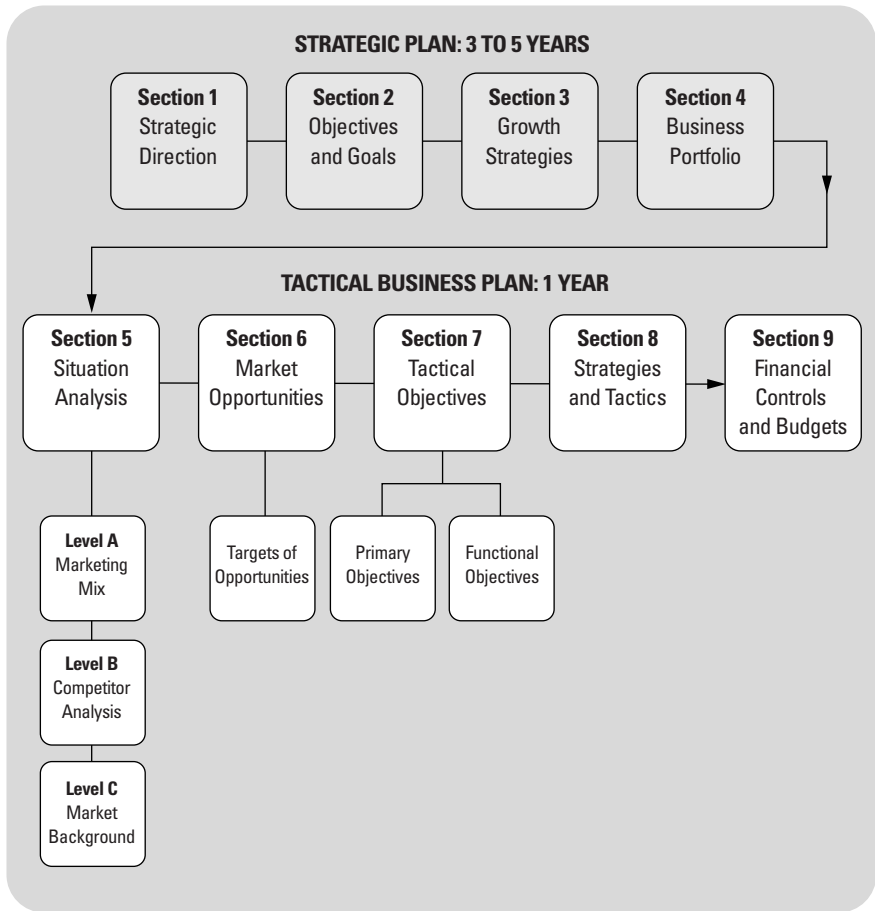 STRATEGIC PLAN: 3 TO 5 YEARS
Section 1
Strategic
Direction
Section 2
Objectives
and Goals
Section 3
Growth
Strategies
Section 4
Business
Portfolio
TACTICAL BUSINESS PLAN: 1 YEAR
Section 5
Situation
Analysis
Section 6
Market
Opportunities
Section 7
Tactical
Objectives
Section 8
Strategies
and Tactics
Section 9
Financial
Controls
and Budgets
Level A
Marketing
Mix
Targets of
Opportunities
Primary
Objectives
Functional
Objectives
Level B
Competitor
Analysis
Level C
Market
Background